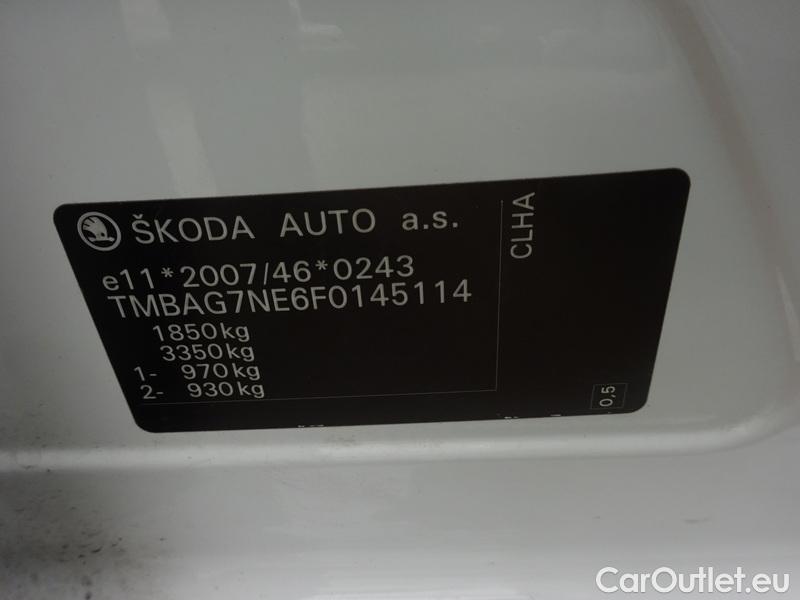 ŠKODA AUTO a.s.
e11*2007/46*0243
TMBAG7NE6F0145114
1850kg
3350kg
1- 970kg
2- 930kg
CLHA
0,5
CarOutlet.eu